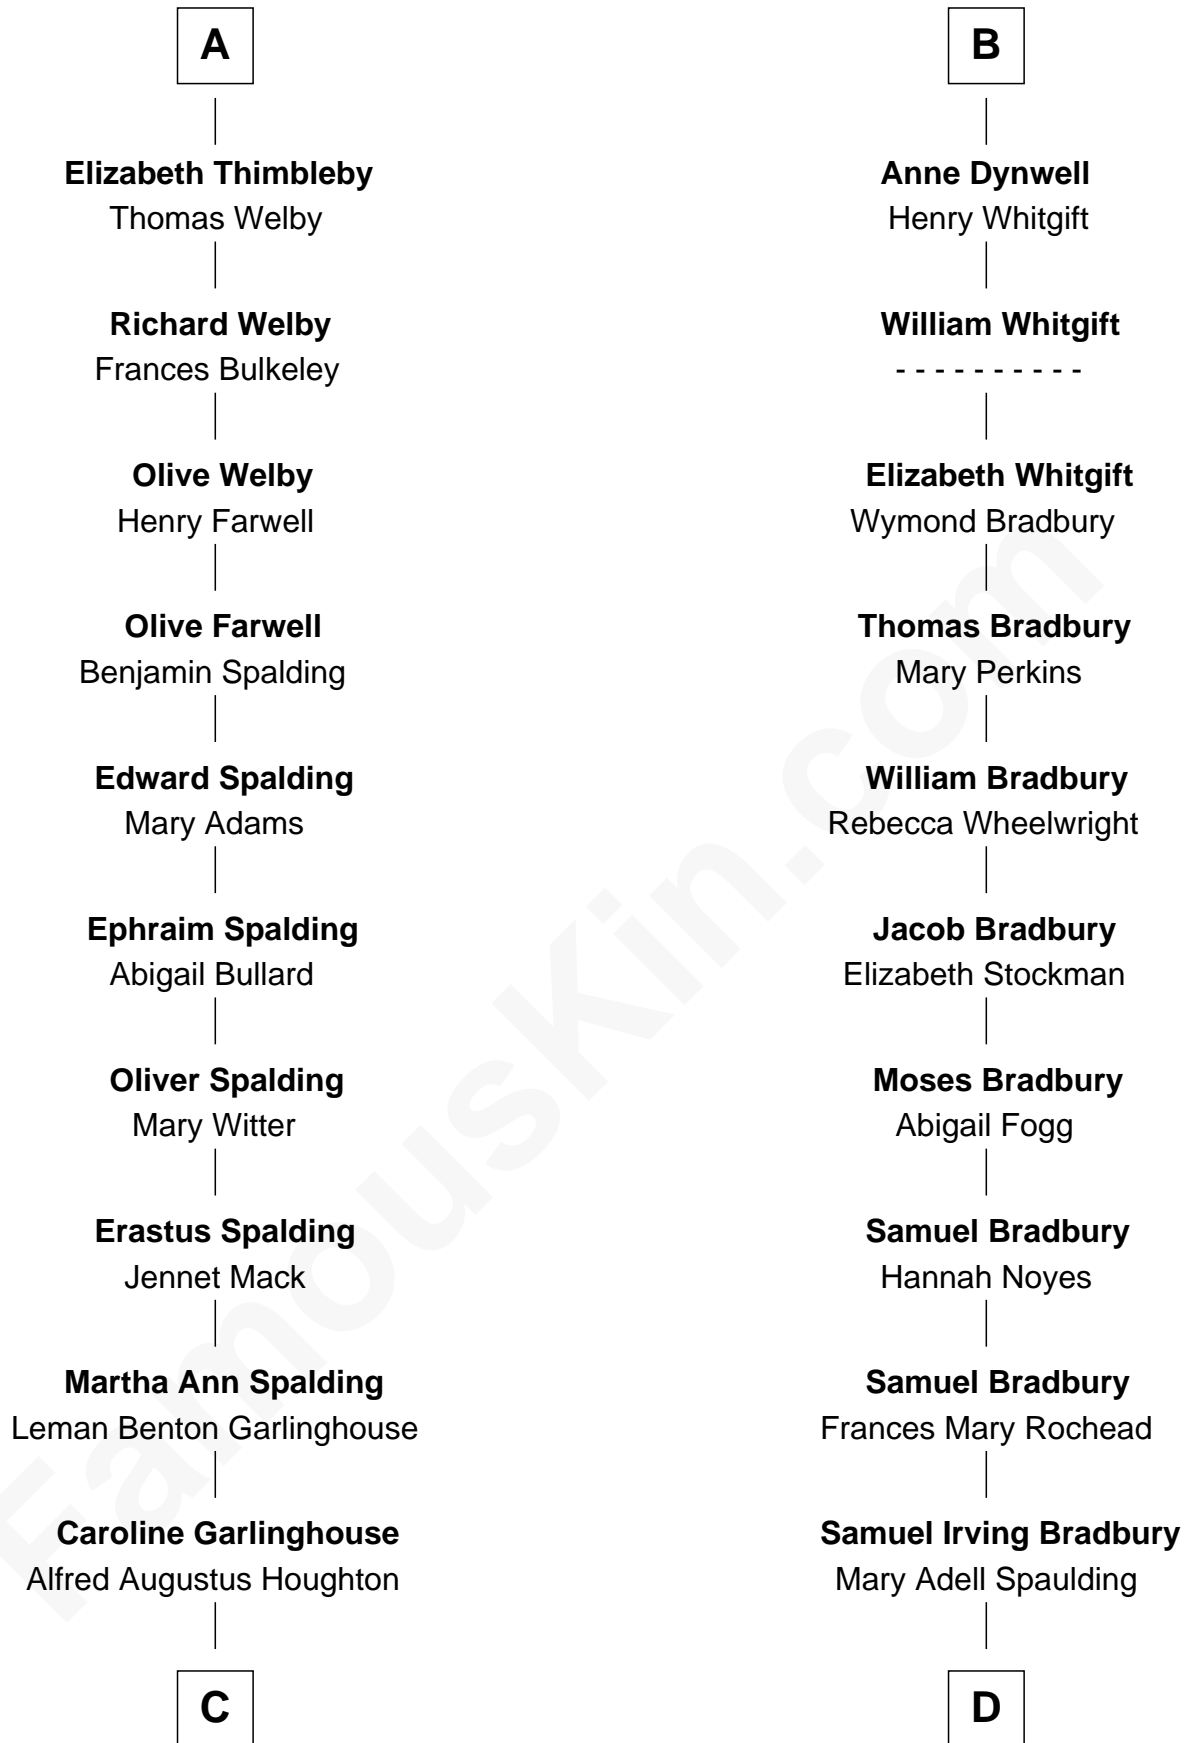 A
Elizabeth Thimbleby
Thomas Welby
Richard Welby
Frances Bulkeley
Olive Welby
Henry Farwell
Olive Farwell
Benjamin Spalding
Edward Spalding
Mary Adams
Ephraim Spalding
Abigail Bullard
Oliver Spalding
Mary Witter
Erastus Spalding
Jennet Mack
Martha Ann Spalding
Leman Benton Garlinghouse
Caroline Garlinghouse
Alfred Augustus Houghton
C
B
Anne Dynwell
Henry Whitgift
William Whitgift
- - - - - - - - - -
Elizabeth Whitgift
Wymond Bradbury
Thomas Bradbury
Mary Perkins
William Bradbury
Rebecca Wheelwright
Jacob Bradbury
Elizabeth Stockman
Moses Bradbury
Abigail Fogg
Samuel Bradbury
Hannah Noyes
Samuel Bradbury
Frances Mary Rochead
Samuel Irving Bradbury
Mary Adell Spaulding
D
FamousKin.com